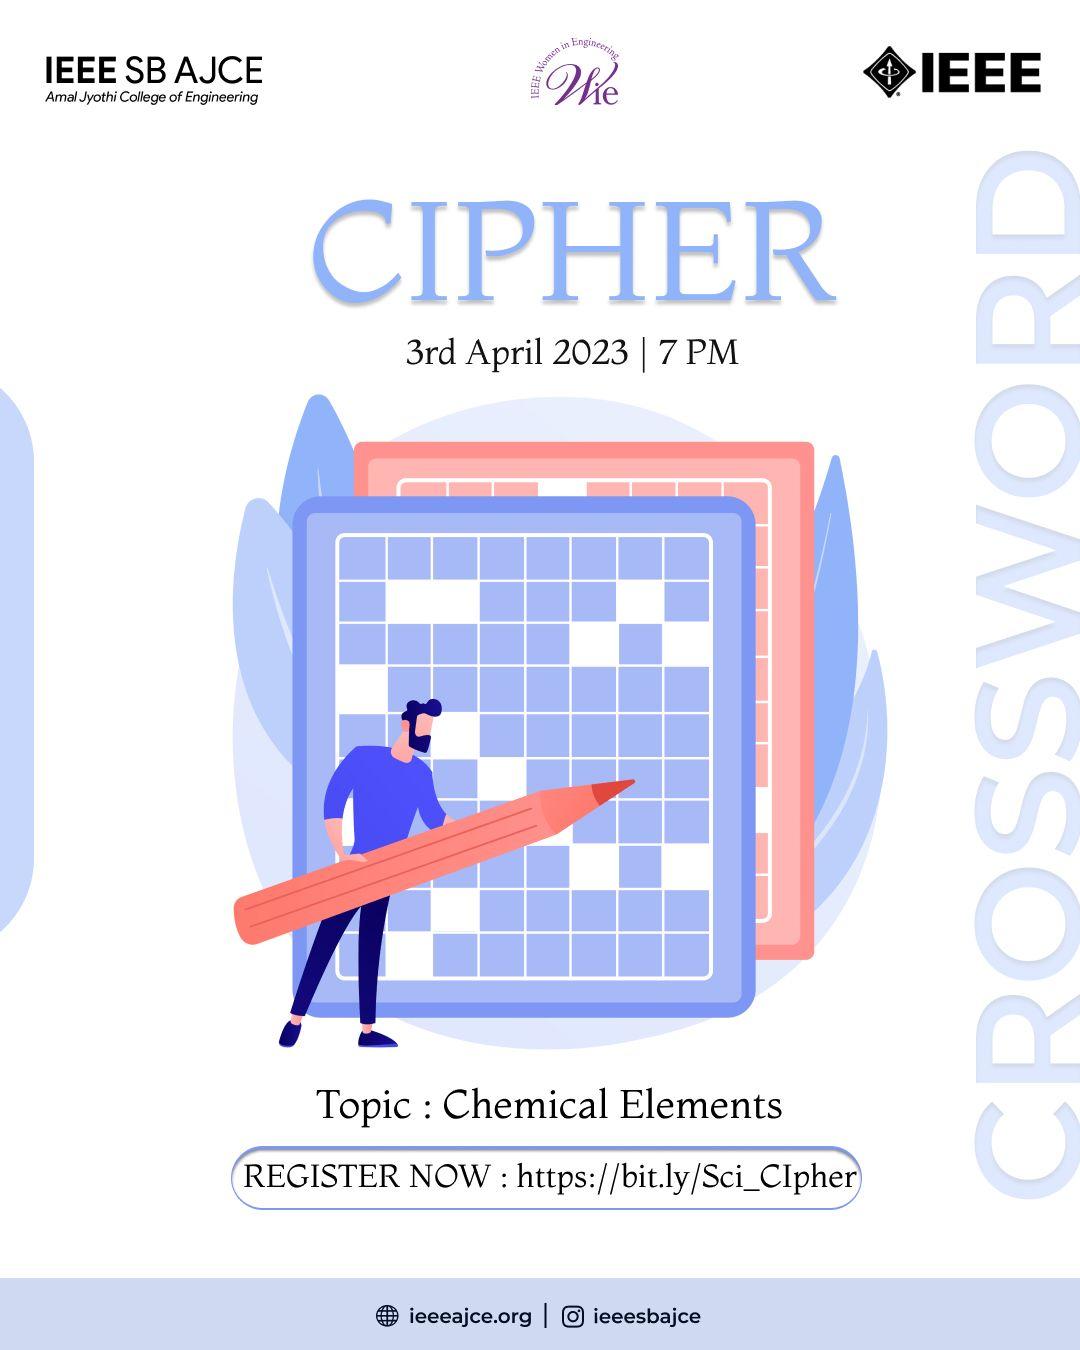 IEEE SB AJCE
Amal Jyothi College of Engineering
IEEE Women in Engineering
Wie
IEEE
CIPHER
3rd April 2023 | 7 PM
CROSSWORD
Topic : Chemical Elements
REGISTER NOW : https://bit.ly/Sci_CIpher
ieeeajce.org | ieeesbajce